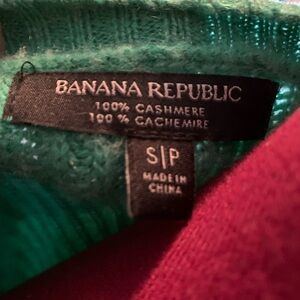 BANANA REPUBLIC
100% CASHMERE
100 % CACHEMIRE
S|P
MADE IN
CHINA